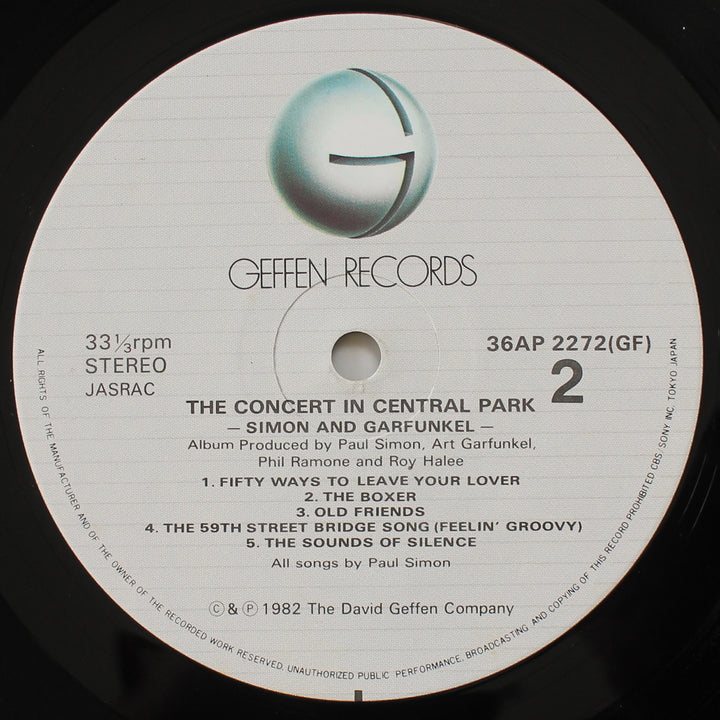 GEFFEN RECORDS
33⅓rpm
STEREO
JASRAC
36AP 2272(GF)
2
THE CONCERT IN CENTRAL PARK
— SIMON AND GARFUNKEL —
Album Produced by Paul Simon, Art Garfunkel,
Phil Ramone and Roy Halee
1. FIFTY WAYS TO LEAVE YOUR LOVER
2. THE BOXER
3. OLD FRIENDS
4. THE 59TH STREET BRIDGE SONG (FEELIN' GROOVY)
5. THE SOUNDS OF SILENCE
All songs by Paul Simon
© & ℗ 1982 The David Geffen Company
ALL RIGHTS OF THE MANUFACTURER AND OF THE OWNER OF THE RECORDED WORK RESERVED. UNAUTHORIZED PUBLIC PERFORMANCE, BROADCASTING AND COPYING OF THIS RECORD PROHIBITED CBS/SONY INC. TOKYO JAPAN